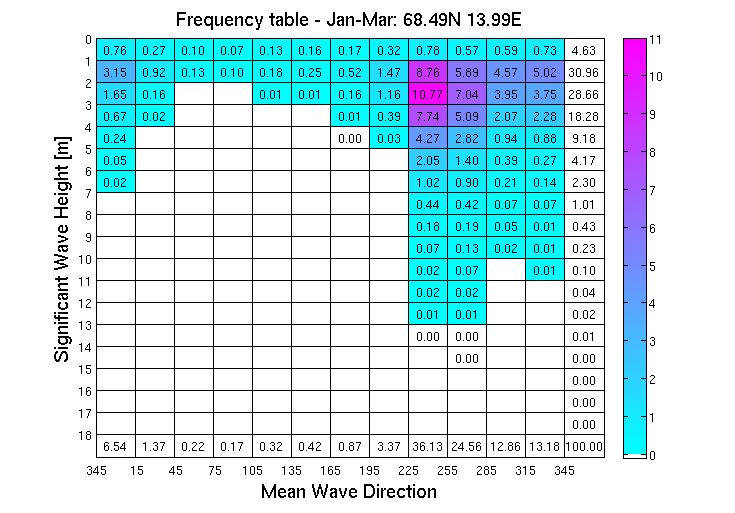 Frequency table - Jan-Mar: 68.49N 13.99E
0 11
0.76 0.27 0.10 0.07 0.13 0.16 0.17 0.32 0.78 0.57 0.59 0.73 4.63
1
3.15 0.92 0.13 0.10 0.18 0.25 0.52 1.47 8.76 5.89 4.57 5.02 30.96
10
2
1.65 0.16 0.01 0.01 0.16 1.16 10.77 7.04 3.95 3.75 28.66
3
9
0.67 0.02 0.01 0.39 7.74 5.09 2.07 2.28 18.28
4
0.24 0.00 0.03 4.27 2.82 0.94 0.88 9.18
8
5
0.05 2.05 1.40 0.39 0.27 4.17
6
0.02 1.02 0.90 0.21 0.14 2.30
7
7
0.44 0.42 0.07 0.07 1.01
8
0.18 0.19 0.05 0.01 0.43
6
9
0.07 0.13 0.02 0.01 0.23
10
5
0.02 0.07 0.01 0.10
11
0.02 0.02 0.04
12
4
0.01 0.01 0.02
13
0.00 0.00 0.01
14
3
0.00 0.00
15
0.00
2
16
0.00
17
1
0.00
18
6.54 1.37 0.22 0.17 0.32 0.42 0.87 3.37 36.13 24.56 12.86 13.18 100.00
0
345 15 45 75 105 135 165 195 225 255 285 315 345
Mean Wave Direction
Significant Wave Height [m]